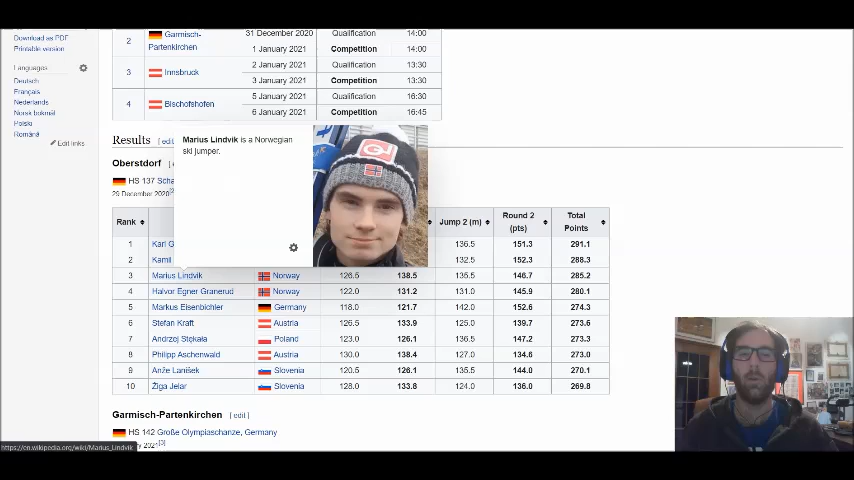 Download as PDF
Printable version
Languages
Deutsch
Français
Nederlands
Norsk bokmål
Polski
Română
Edit links
2 Garmisch-Partenkirchen 31 December 2020 Qualification 14:00
1 January 2021 Competition 14:00
3 Innsbruck 2 January 2021 Qualification 13:30
3 January 2021 Competition 13:30
4 Bischofshofen 5 January 2021 Qualification 16:30
6 January 2021 Competition 16:45
Results [ edit
Marius Lindvik is a Norwegian
ski jumper.
Oberstdorf
HS 137 Scha
29 December 2020
Rank Jump 2 (m) Round 2 (pts) Total Points
1 Karl G 136.5 151.3 291.1
2 Kamil 132.5 152.3 288.3
3 Marius Lindvik Norway 126.5 138.5 135.5 146.7 285.2
4 Halvor Egner Granerud Norway 122.0 131.2 131.0 145.9 280.1
5 Markus Eisenbichler Germany 118.0 121.7 142.0 152.6 274.3
6 Stefan Kraft Austria 126.5 133.9 125.0 139.7 273.6
7 Andrzej Stękała Poland 123.0 126.1 136.5 147.2 273.3
8 Philipp Aschenwald Austria 130.0 138.4 127.0 134.6 273.0
9 Anže Lanišek Slovenia 120.5 126.1 135.5 144.0 270.1
10 Žiga Jelar Slovenia 128.0 133.8 124.0 136.0 269.8
Garmisch-Partenkirchen [ edit ]
HS 142 Große Olympiaschanze, Germany
https://en.wikipedia.org/wiki/Marius_Lindvik